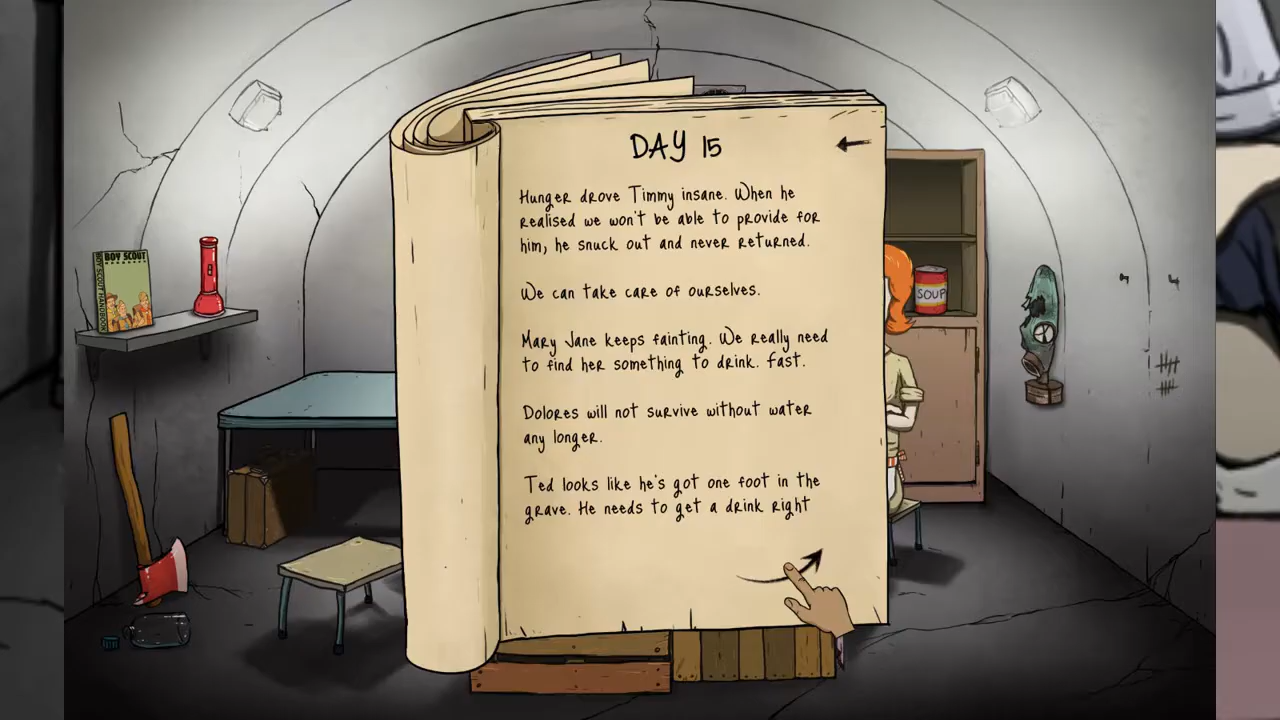 DAY 15
Hunger drove Timmy insane. When he
realised we won't be able to provide for
him, he snuck out and never returned.
We can take care of ourselves.
Mary Jane keeps fainting. We really need
to find her something to drink. Fast.
Dolores will not survive without water
any longer.
Ted looks like he's got one foot in the
grave. He needs to get a drink right
BOY SCOUT
BOY SCOUT HANDBOOK
SOUP